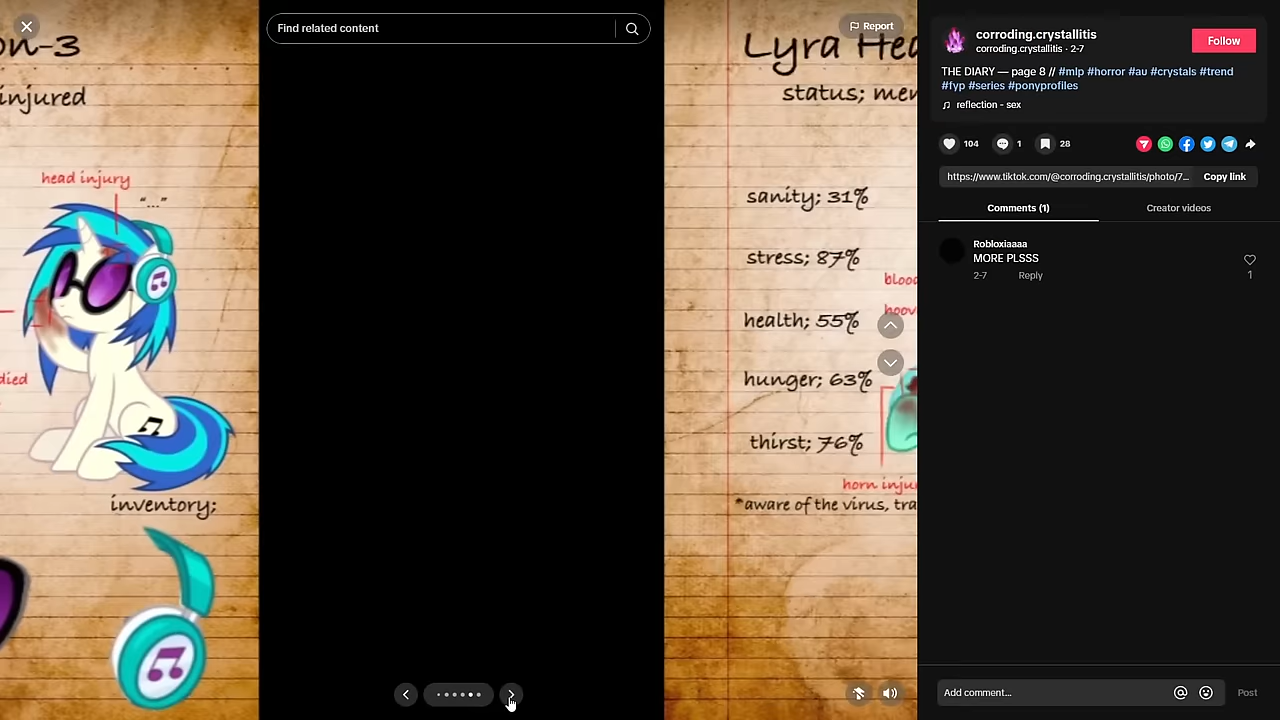 Find related content
Report
on-3
injured
head injury
"..."
died
inventory;
Lyra Hea
status; men
sanity; 31%
stress; 87%
health; 55%
hunger; 63%
thirst; 76%
blood
hoov
horn injur
*aware of the virus, tra
corroding.crystallitis
corroding.crystallitis · 2-7
Follow
THE DIARY — page 8 // #mlp #horror #au #crystals #trend
#fyp #series #ponyprofiles
reflection - sex
104
1
28
https://www.tiktok.com/@corroding.crystallitis/photo/7...
Copy link
Comments (1)
Creator videos
Robloxiaaaa
MORE PLSSS
2-7
Reply
1
Add comment...
Post